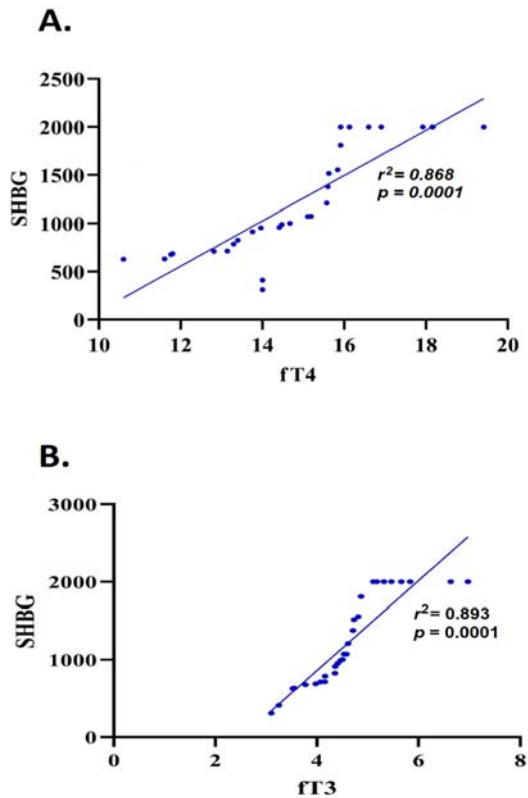 A.
2500
2000
1500
1000
500
0
SHBG
r² = 0.868
p = 0.0001
10 12 14 16 18 20
fT4
B.
3000
2000
1000
0
SHBG
r² = 0.893
p = 0.0001
0 2 4 6 8
fT3